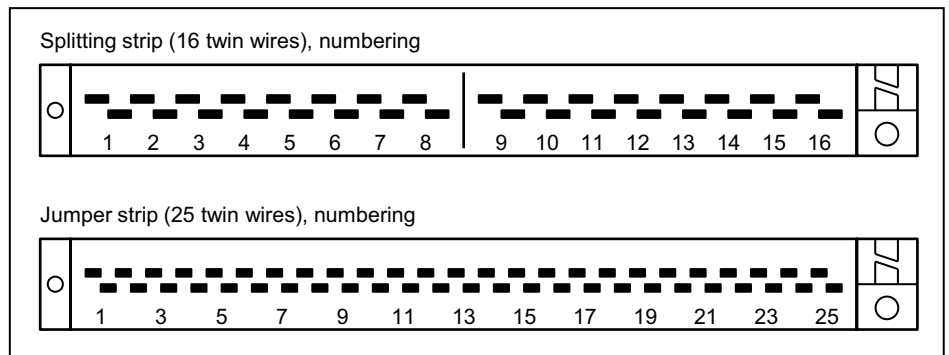 Splitting strip (16 twin wires), numbering
1 2 3 4 5 6 7 8 9 10 11 12 13 14 15 16
Jumper strip (25 twin wires), numbering
1 3 5 7 9 11 13 15 17 19 21 23 25